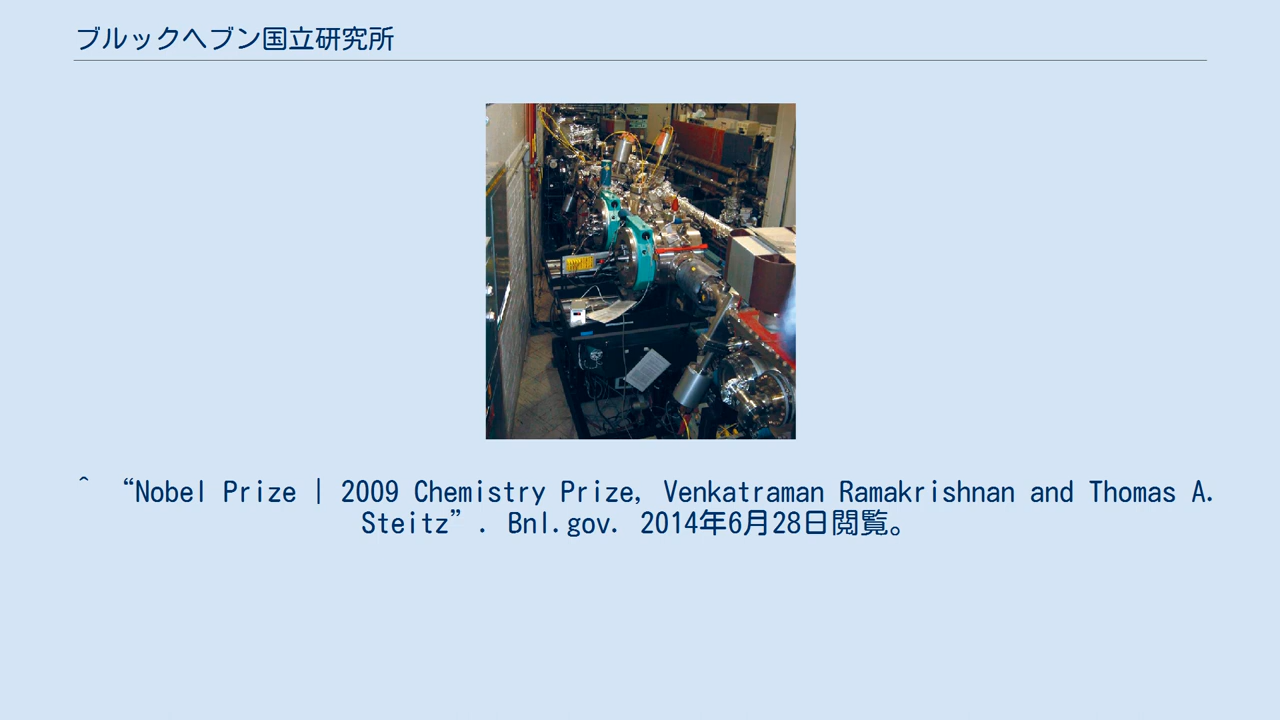 ブルックヘブン国立研究所
^ “Nobel Prize | 2009 Chemistry Prize, Venkatraman Ramakrishnan and Thomas A.
Steitz”. Bnl.gov. 2014年6月28日閲覧。